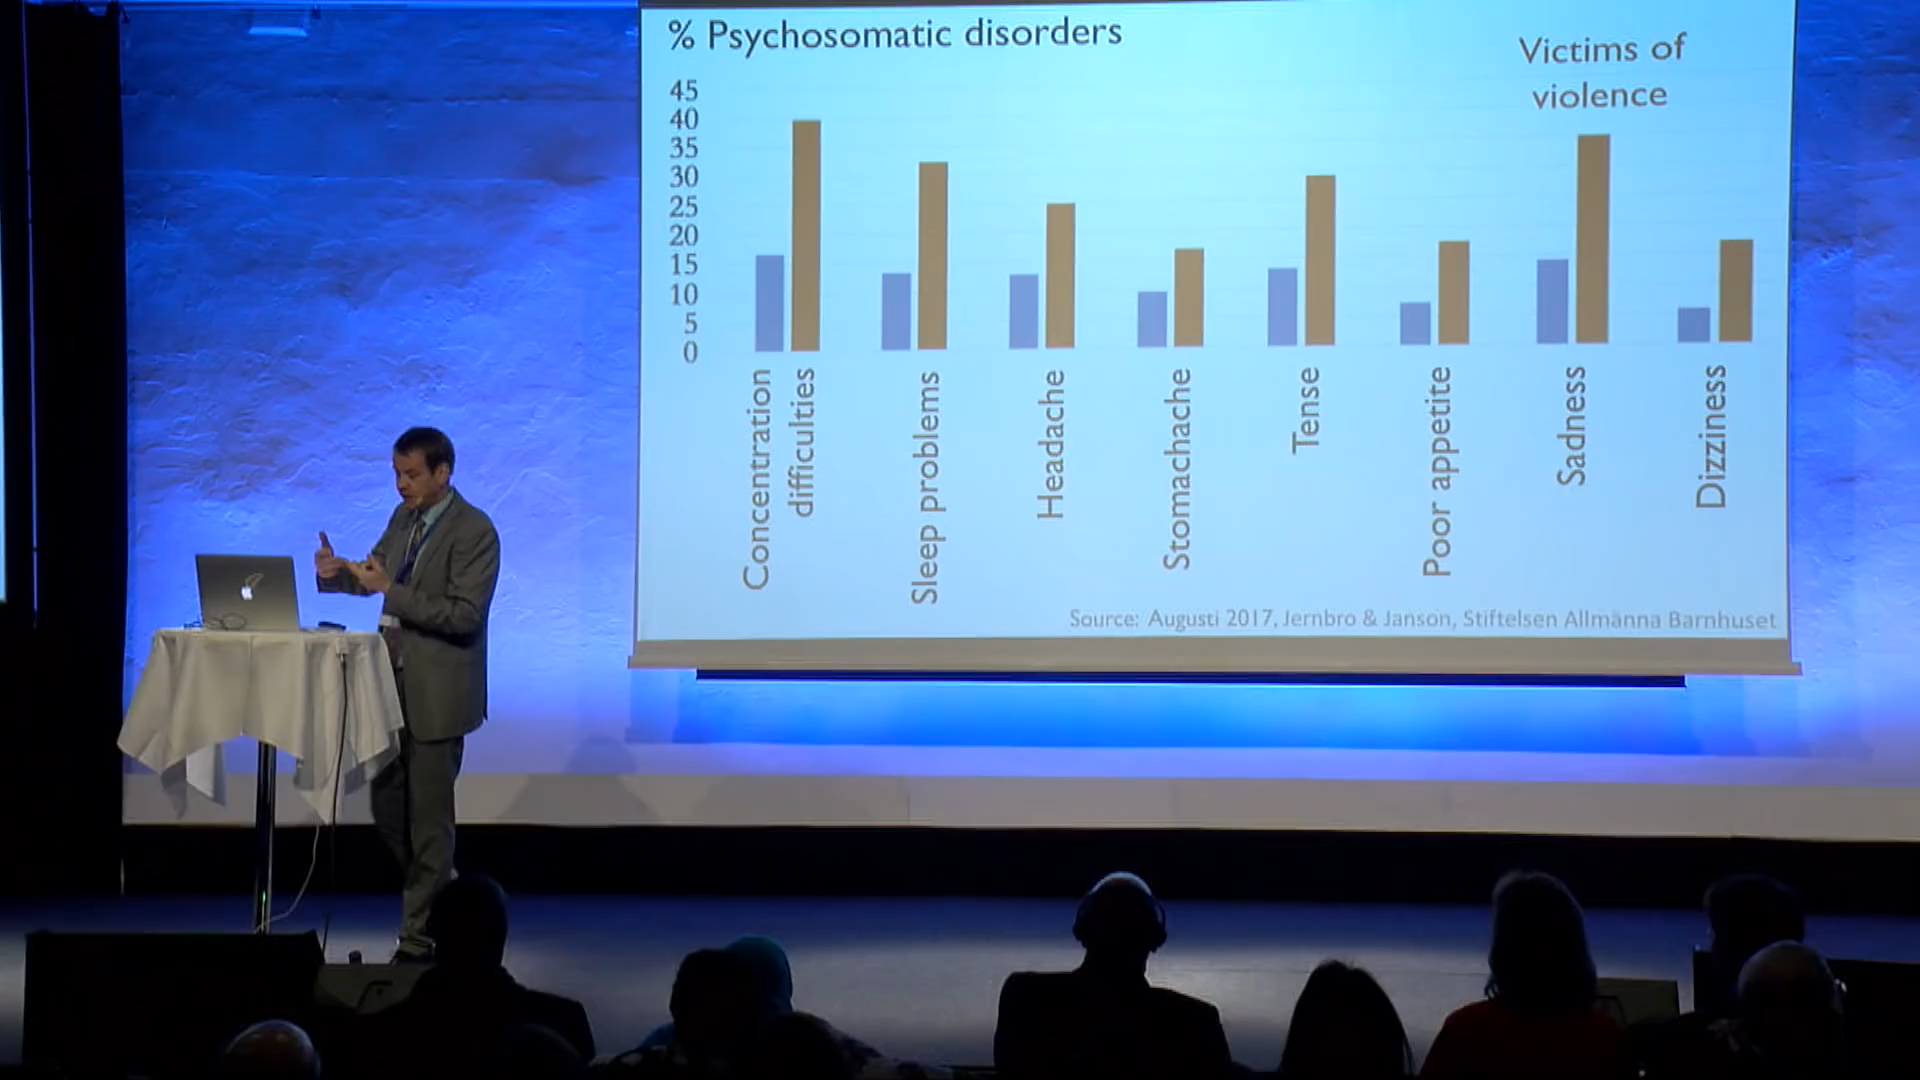 % Psychosomatic disorders
Victims of
violence
45
40
35
30
25
20
15
10
5
0
Concentration
difficulties
Sleep problems
Headache
Stomachache
Tense
Poor appetite
Sadness
Dizziness
Source: Augusti 2017, Jernbro & Janson, Stiftelsen Allmänna Barnhuset